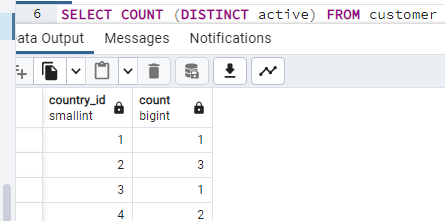 6 SELECT COUNT (DISTINCT active) FROM customer
Data Output Messages Notifications
country_id count
smallint bigint
1 1
2 3
3 1
4 2